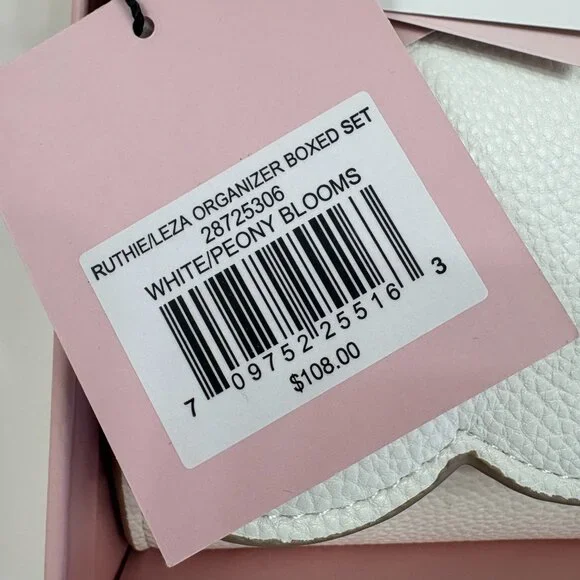 RUTHIE/LEZA ORGANIZER BOXED SET
28725306
WHITE/PEONY BLOOMS
7 09752 25516 3
$108.00